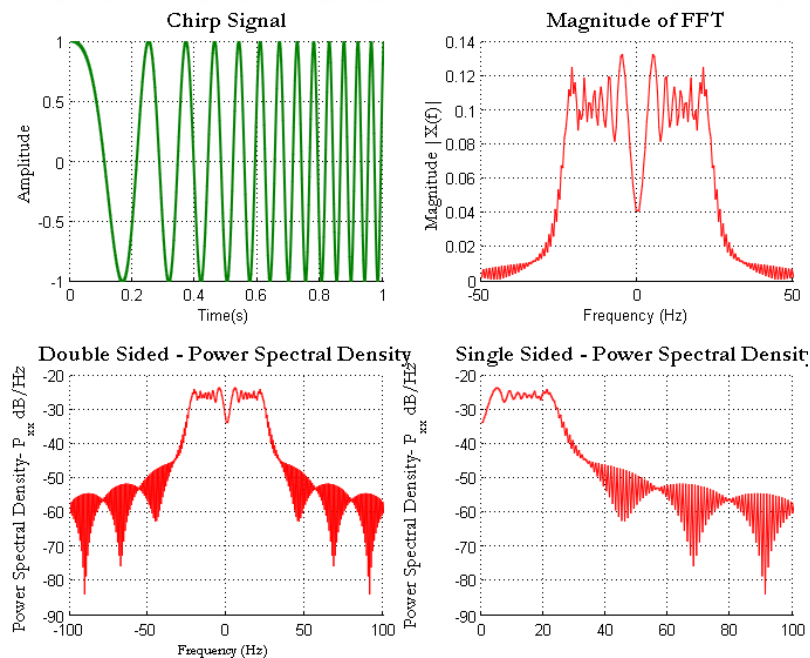 Chirp Signal
1
0.5
0
-0.5
-1
0 0.2 0.4 0.6 0.8 1
Amplitude
Time(s)
Magnitude of FFT
0.14
0.12
0.10
0.08
0.06
0.04
0.02
0
-50 0 50
Magnitude |X(f)|
Frequency (Hz)
Double Sided - Power Spectral Density
-20
-30
-40
-50
-60
-70
-80
-90
-100 -50 0 50 100
Power Spectral Density- P_xx dB/Hz
Frequency (Hz)
Single Sided - Power Spectral Density
-20
-30
-40
-50
-60
-70
-80
-90
0 20 40 60 80 100
Power Spectral Density- P_xx dB/Hz